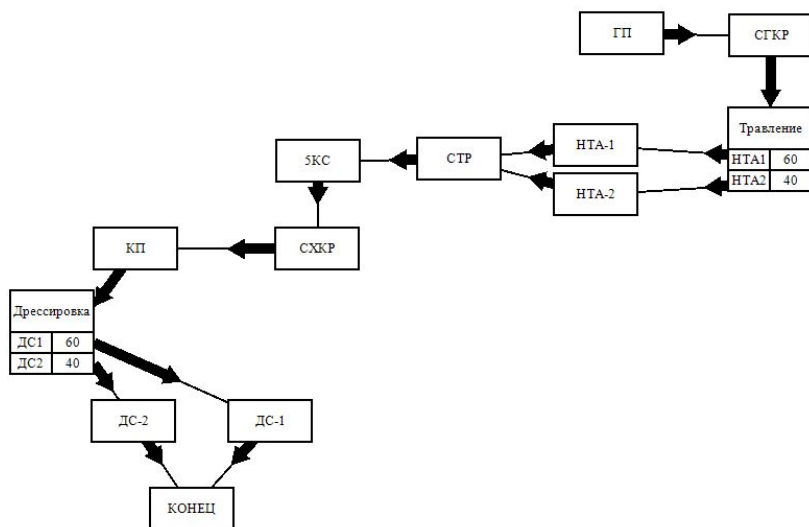 ГП
СГКР
Травление
НТА1 60
НТА2 40
НТА-1
НТА-2
СТР
5КС
СХКР
КП
Дрессировка
ДС1 60
ДС2 40
ДС-2
ДС-1
КОНЕЦ